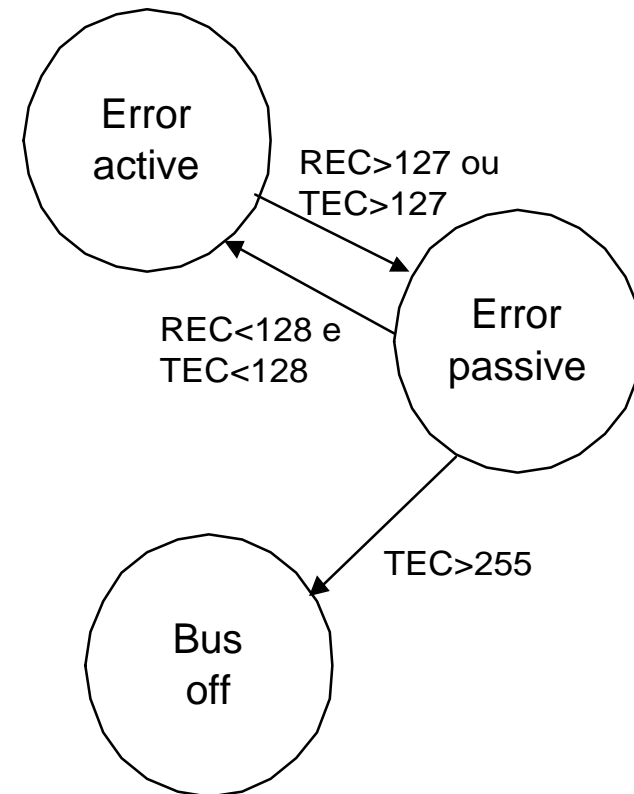 Error
active
REC>127 ou
TEC>127
REC<128 e
TEC<128
Error
passive
TEC>255
Bus
off